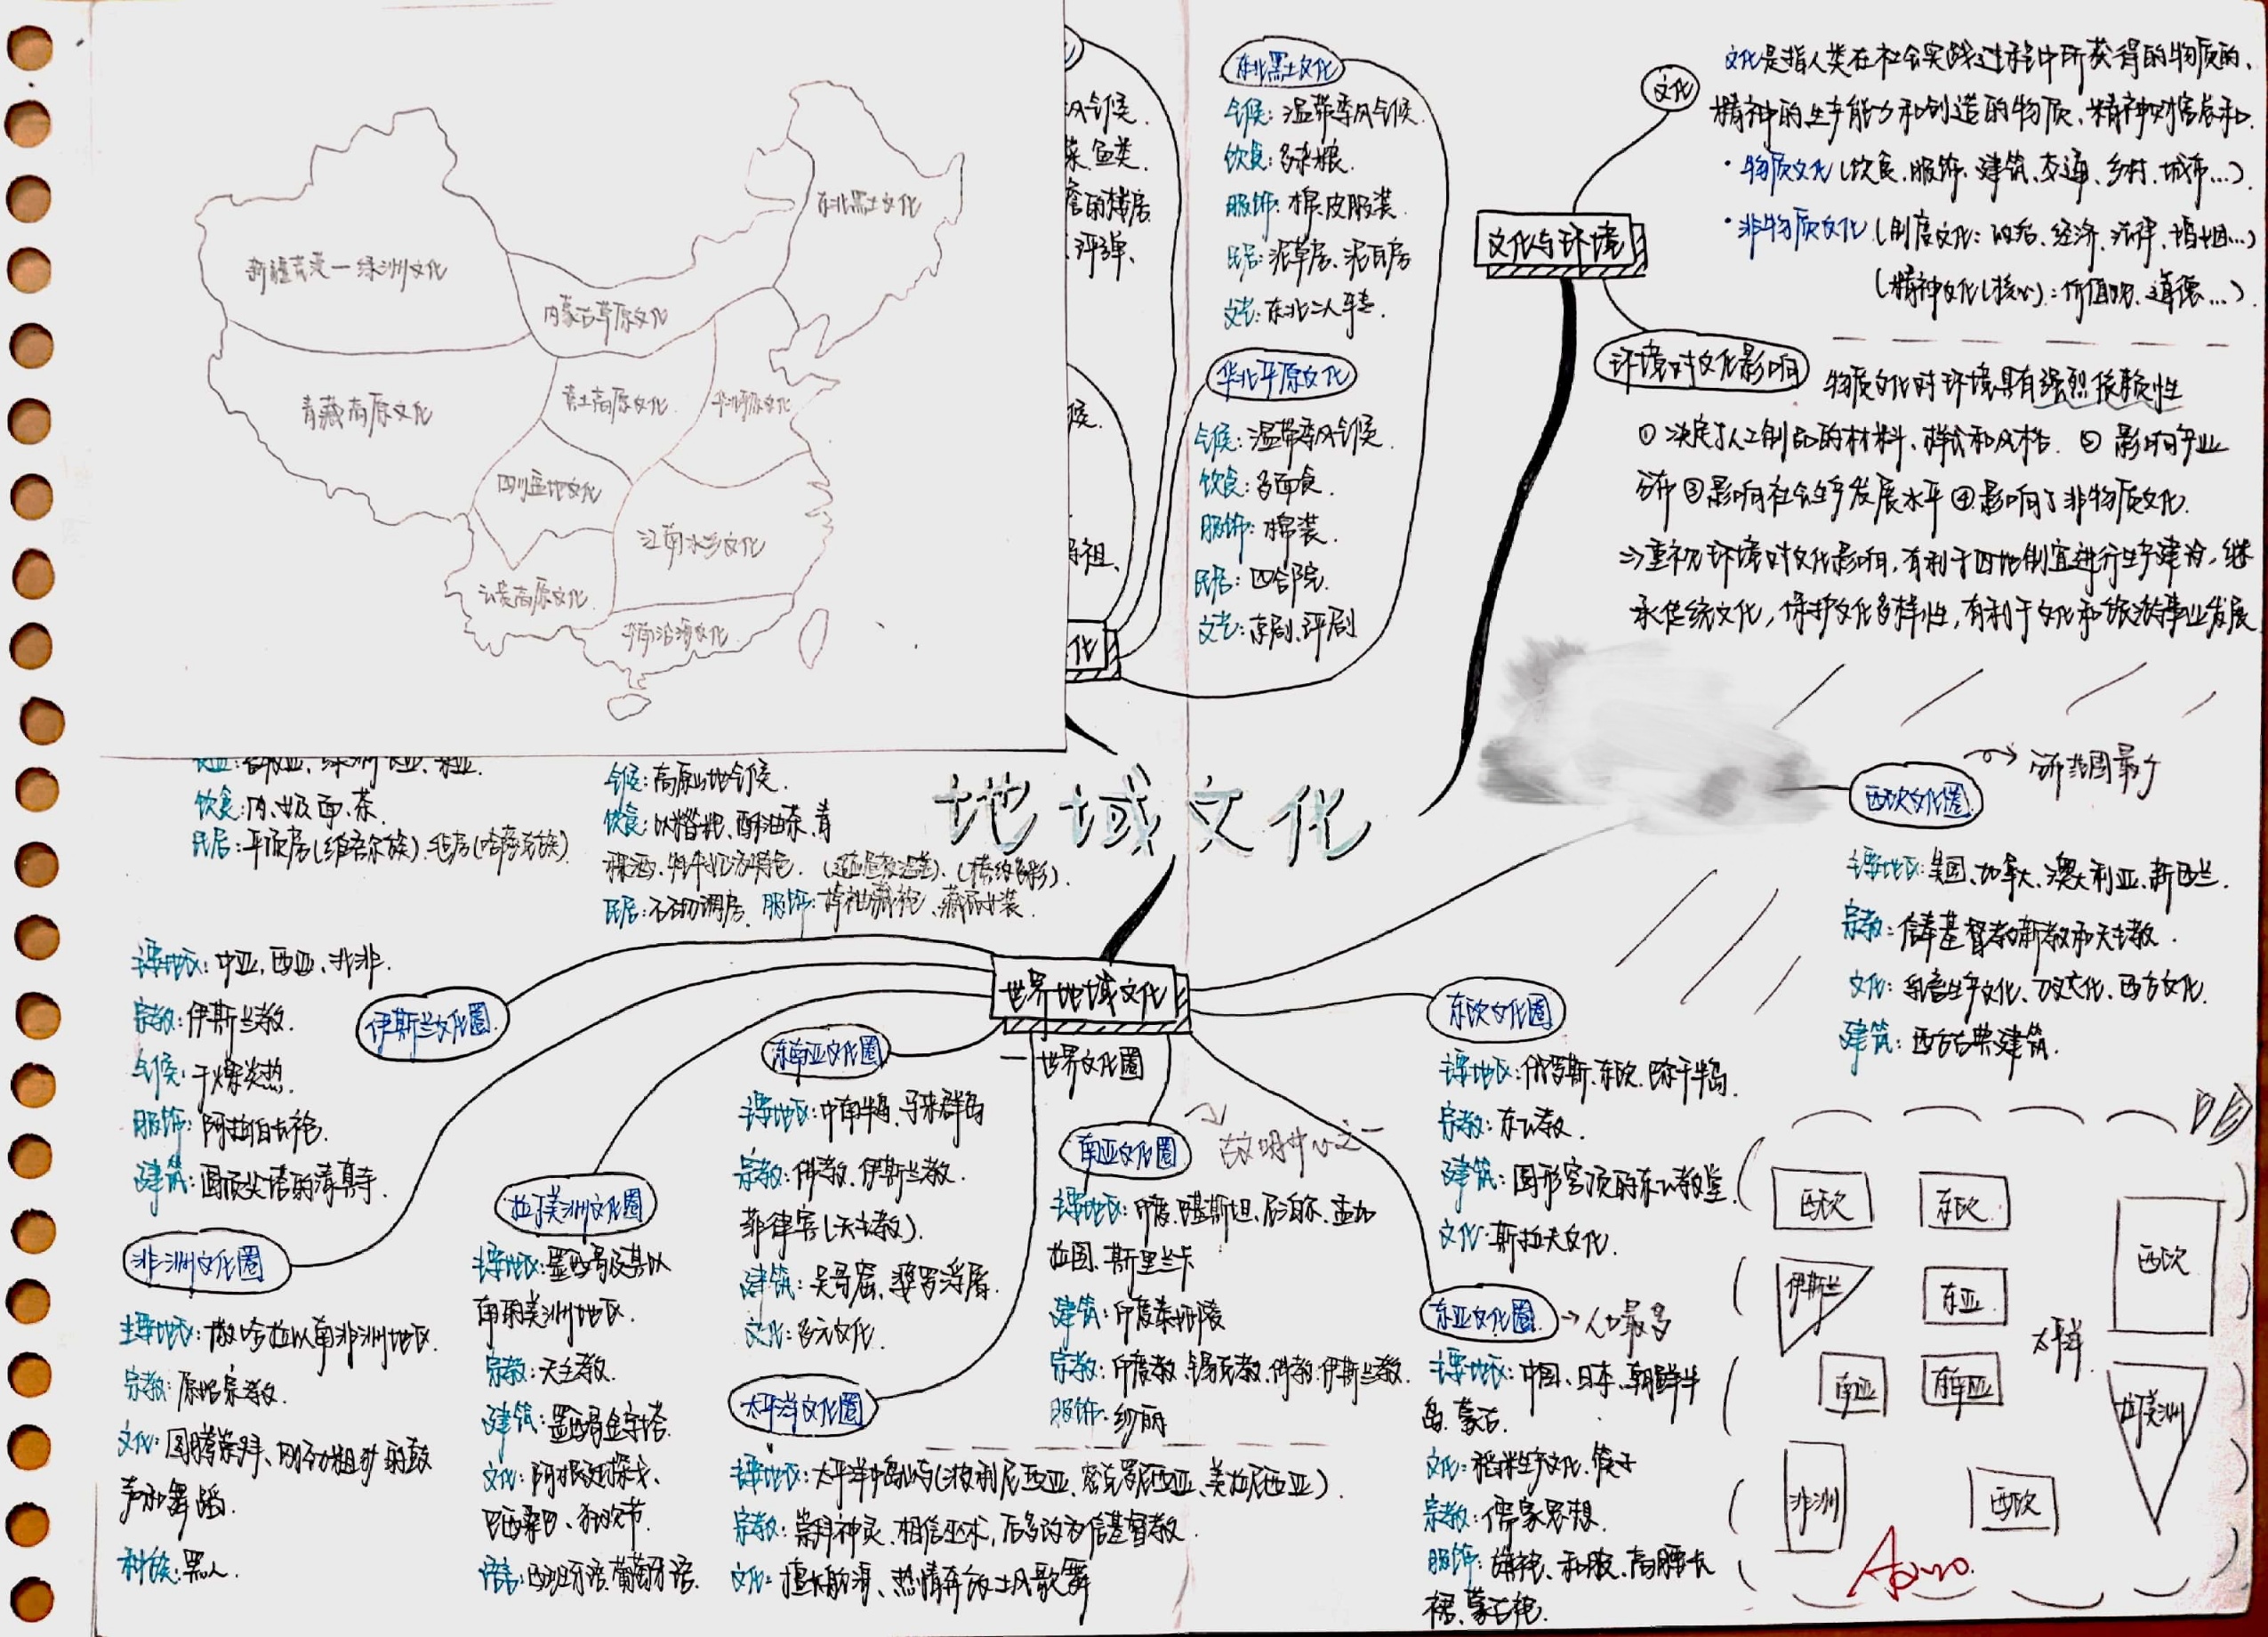 新疆荒漠—绿洲文化
东北黑土文化
内蒙古草原文化
青藏高原文化
黄土高原文化
华北平原文化
四川盆地文化
江南水乡文化
云贵高原文化
华南沿海文化
风气候.
菜.鱼类.
的楼房
评弹、
候.
妈祖、
化
东北黑土文化
气候: 温带季风气候.
饮食: 多杂粮.
服饰: 棉.皮服装.
民居: 泥草房、泥瓦房
文艺: 东北二人转.
华北平原文化
气候: 温带季风气候.
饮食: 多面食.
服饰: 棉装.
民居: 四合院.
文艺: 京剧、评剧
文化与环境
文化
文化是指人类在社会实践过程中所获得的物质的、
精神的生产能力和创造的物质、精神财富总和.
·物质文化(饮食、服饰、建筑、交通、乡村、城市...).
·非物质文化(制度文化: 政治、经济、法律、婚姻...)
(精神文化(核心): 价值观、道德...).
环境对文化影响
物质文化对环境具有强烈依赖性
① 决定了人工制品的材料、样式和风格. ② 影响产业
分布 ③影响社会生产发展水平 ④影响了非物质文化.
⇒重视环境对文化影响,有利于因地制宜进行生产建设,继
承传统文化,保护文化多样性,有利于文化和旅游事业发展
地域文化
饮食: 肉、奶、面、茶.
民居: 平顶房(维吾尔族).毡房(哈萨克族)
气候: 高原山地气候.
饮食: 以糌粑、酥油茶、青
稞酒、牦牛肉为特色.
民居: 石砌碉房. 服饰: 长袖藏袍、藏族女装.
世界地域文化
世界文化圈
西欧文化圈
→ 分布范围最广
主要地区: 美国、加拿大、澳大利亚、新西兰.
宗教: 信奉基督教新教和天主教.
文化: 乳畜生产文化、刀叉文化、西方文化.
建筑: 西方古典建筑.
主要地区: 中亚、西亚、北非.
宗教: 伊斯兰教.
气候: 干燥炎热.
服饰: 阿拉伯大袍.
建筑: 圆顶尖塔的清真寺.
伊斯兰文化圈
非洲文化圈
主要地区: 撒哈拉以南非洲地区.
宗教: 原始宗教.
文化: 图腾崇拜、刚劲粗犷的鼓
声和舞蹈.
种族: 黑人.
拉丁美洲文化圈
主要地区: 墨西哥及其以
南的美洲地区.
宗教: 天主教.
建筑: 墨西哥金字塔.
文化: 阿根廷探戈、
巴西桑巴、狂欢节.
语言: 西班牙语.葡萄牙语.
东南亚文化圈
主要地区: 中南半岛、马来群岛
宗教: 佛教、伊斯兰教.
菲律宾(天主教).
建筑: 吴哥窟、婆罗浮屠.
文化: 多元文化.
太平洋文化圈
主要地区: 太平洋中岛屿(波利尼西亚、密克罗尼西亚、美拉尼西亚).
宗教: 崇拜神灵、相信巫术,后多改为信基督教.
文化: 擅长航海、热情奔放土风歌舞
南亚文化圈
古文明中心之一
主要地区: 印度、巴基斯坦、尼泊尔、孟加
拉国、斯里兰卡
建筑: 印度泰姬陵
宗教: 印度教、锡克教、佛教、伊斯兰教.
服饰: 纱丽
东欧文化圈
主要地区: 俄罗斯、东欧、巴尔干半岛.
宗教: 东正教.
建筑: 圆形穹顶的东正教堂.
文化: 斯拉夫文化.
东亚文化圈
→人口最多
主要地区: 中国、日本、朝鲜半
岛、蒙古.
文化: 稻米生产文化、筷子
宗教: 儒家思想.
服饰: 旗袍、和服、高腰长
裙、蒙古袍.
西欧
东欧
西欧
伊斯兰
东亚
太平洋
南亚
东南亚
拉丁美洲
非洲
西欧